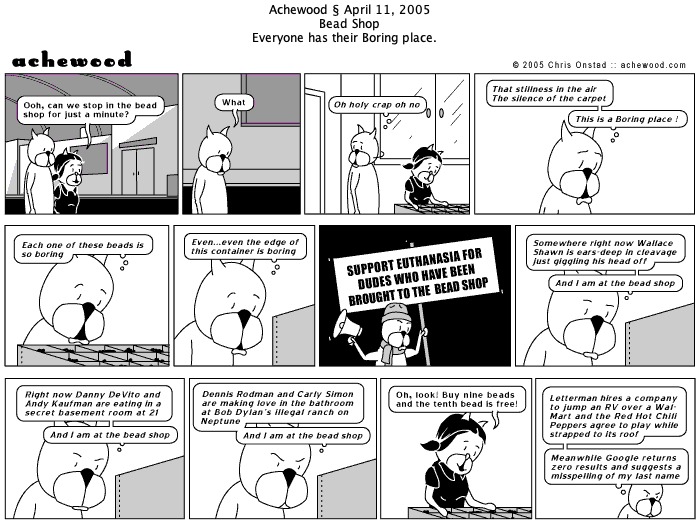 Achewood § April 11, 2005
Bead Shop
Everyone has their Boring place.
achewood
© 2005 Chris Onstad :: achewood.com
Ooh, can we stop in the bead
shop for just a minute?
What
Oh holy crap oh no
That stillness in the air
The silence of the carpet
This is a Boring place !
Each one of these beads is
so boring
Even...even the edge of
this container is boring
SUPPORT EUTHANASIA FOR
DUDES WHO HAVE BEEN
BROUGHT TO THE BEAD SHOP
Somewhere right now Wallace
Shawn is ears-deep in cleavage
just giggling his head off
And I am at the bead shop
Right now Danny DeVito and
Andy Kaufman are eating in a
secret basement room at 21
And I am at the bead shop
Dennis Rodman and Carly Simon
are making love in the bathroom
at Bob Dylan's illegal ranch on
Neptune
And I am at the bead shop
Oh, look! Buy nine beads
and the tenth bead is free!
Letterman hires a company
to jump an RV over a Wal-
Mart and the Red Hot Chili
Peppers agree to play while
strapped to its roof
Meanwhile Google returns
zero results and suggests a
misspelling of my last name